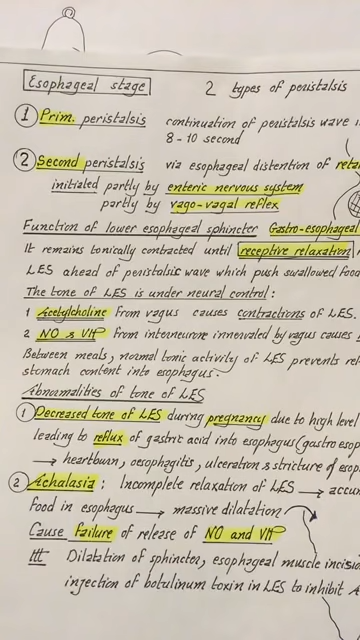 Esophageal stage 2 types of peristalsis
1 Prim. peristalsis continuation of peristalsis wave
8-10 second
2 Second peristalsis via esophageal distention of
initialed partly by enteric nervous system
partly by vago-vagal reflex
Function of lower esophageal sphincter Gastro-esophageal
It remains tonically contracted until receptive relaxation
LES ahead of peristalsic wave which push swallowed food
The tone of LES is under neural control:
1 Acetylcholine from vagus causes contractions of LES.
2 NO & VIP from interneurone innervaled by vagus causes
Between meals, normal tonic activity of LES prevents
stomach content into esophagus.
Abnormalities of tone of LES
1 Decreased tone of LES during pregnancy due to high level
leading to reflux of gastric acid into esophagus (gastro
→ heartburn, oesophagitis, ulceration & stricture of
2 Achalasia: Incomplete relaxation of LES →
food in esophagus → massive dilatation
Cause failure of release of NO and VIP
ttt Dilatation of sphincter, esophageal muscle
injection of botulinum toxin in LES to inhibit